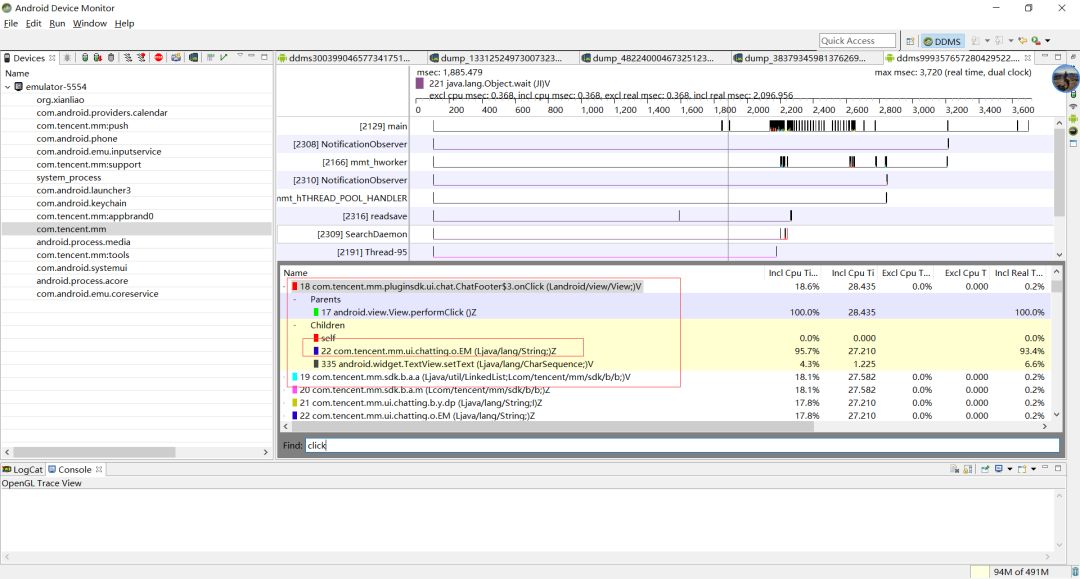 Android Device Monitor
File Edit Run Window Help
Quick Access
DDMS
Devices
Name
emulator-5554
org.xianliao
com.android.providers.calendar
com.tencent.mm:push
com.android.phone
com.android.emu.inputservice
com.tencent.mm:support
system_process
com.android.launcher3
com.android.keychain
com.tencent.mm:appbrand0
com.tencent.mm
android.process.media
com.tencent.mm:tools
com.android.systemui
android.process.acore
com.android.emu.coreservice
ddms3003990465773417751... dump_13312524973007323... dump_48224000467325123... dump_38379345981376269... ddms999357657280429522...
msec: 1,885.479 max msec: 3,720 (real time, dual clock)
221 java.lang.Object.wait (JI)V
excl cpu msec: 0.368, incl cpu msec: 0.368, excl real msec: 0.368, incl real msec: 2,096.956
0 200 400 600 800 1,000 1,200 1,400 1,600 1,800 2,000 2,200 2,400 2,600 2,800 3,000 3,200 3,400 3,600
[2129] main
[2308] NotificationObserver
[2166] mmt_hworker
[2310] NotificationObserver
mmt_hTHREAD_POOL_HANDLER
[2316] readsave
[2309] SearchDaemon
[2191] Thread-95
Name Incl Cpu Ti... Incl Cpu Ti Excl Cpu T... Excl Cpu T Incl Real T...
18 com.tencent.mm.pluginsdk.ui.chat.ChatFooter$3.onClick (Landroid/view/View;)V 18.6% 28.435 0.0% 0.000 0.2%
Parents
17 android.view.View.performClick ()Z 100.0% 28.435 100.0%
Children
self 0.0% 0.000 0.0%
22 com.tencent.mm.ui.chatting.o.EM (Ljava/lang/String;)Z 95.7% 27.210 93.4%
335 android.widget.TextView.setText (Ljava/lang/CharSequence;)V 4.3% 1.225 6.6%
19 com.tencent.mm.sdk.b.a.a (Ljava/util/LinkedList;Lcom/tencent/mm/sdk/b/b;)V 18.1% 27.582 0.0% 0.000 0.2%
20 com.tencent.mm.sdk.b.a.m (Lcom/tencent/mm/sdk/b/b;)Z 18.1% 27.582 0.0% 0.000 0.2%
21 com.tencent.mm.ui.chatting.b.y.dp (Ljava/lang/String;I)Z 17.8% 27.210 0.0% 0.000 0.2%
22 com.tencent.mm.ui.chatting.o.EM (Ljava/lang/String;)Z 17.8% 27.210 0.0% 0.000 0.2%
Find: click
LogCat Console
OpenGL Trace View
94M of 491M